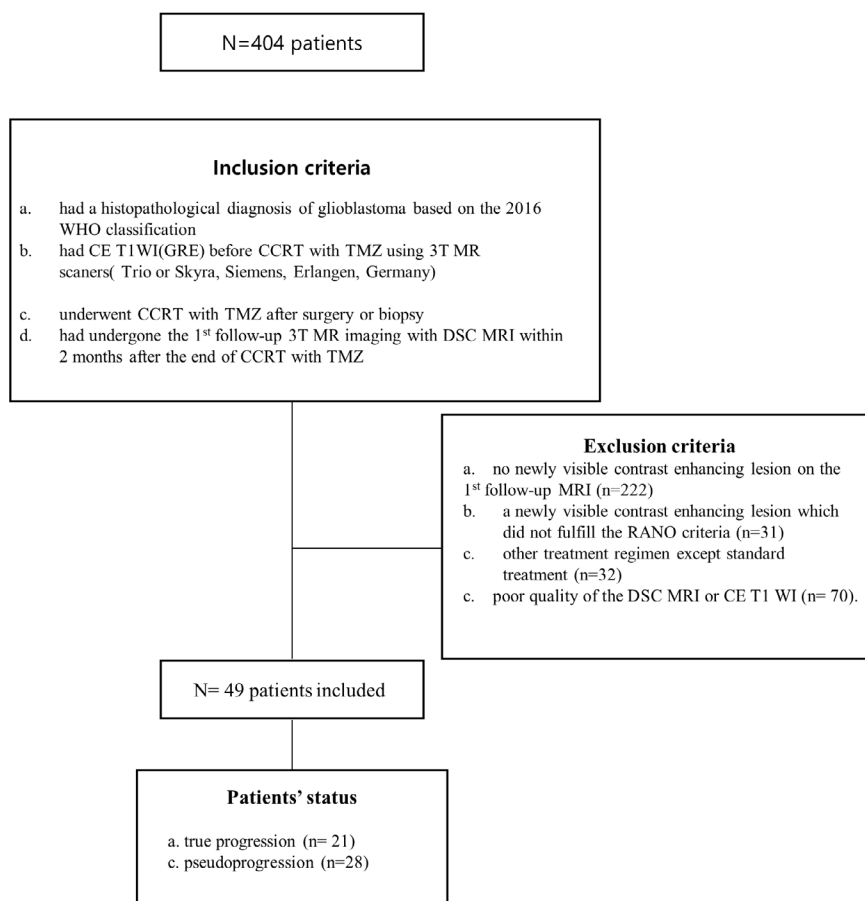 N=404 patients
Inclusion criteria
a. had a histopathological diagnosis of glioblastoma based on the 2016
WHO classification
b. had CE T1WI(GRE) before CCRT with TMZ using 3T MR
scaners( Trio or Skyra, Siemens, Erlangen, Germany)
c. underwent CCRT with TMZ after surgery or biopsy
d. had undergone the 1st follow-up 3T MR imaging with DSC MRI within
2 months after the end of CCRT with TMZ
Exclusion criteria
a. no newly visible contrast enhancing lesion on the
1st follow-up MRI (n=222)
b. a newly visible contrast enhancing lesion which
did not fulfill the RANO criteria (n=31)
c. other treatment regimen except standard
treatment (n=32)
c. poor quality of the DSC MRI or CE T1 WI (n= 70).
N= 49 patients included
Patients’ status
a. true progression (n= 21)
c. pseudoprogression (n=28)